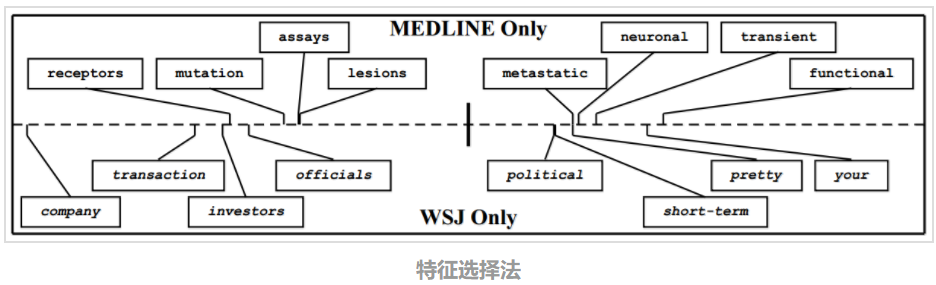 MEDLINE Only
assays
neuronal
transient
receptors
mutation
lesions
metastatic
functional
transaction
officials
political
pretty
your
company
investors
short-term
WSJ Only
特征选择法